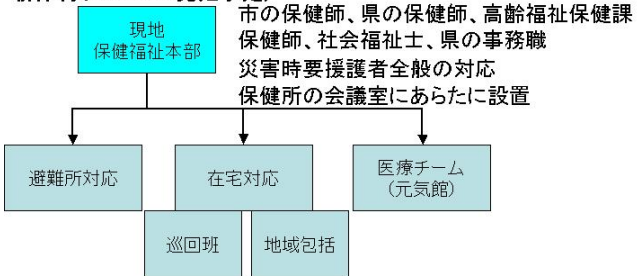 現地
保健福祉本部
市の保健師、県の保健師、高齢福祉保健課
保健師、社会福祉士、県の事務職
災害時要援護者全般の対応
保健所の会議室にあらたに設置
避難所対応
在宅対応
医療チーム
(元気館)
巡回班
地域包括